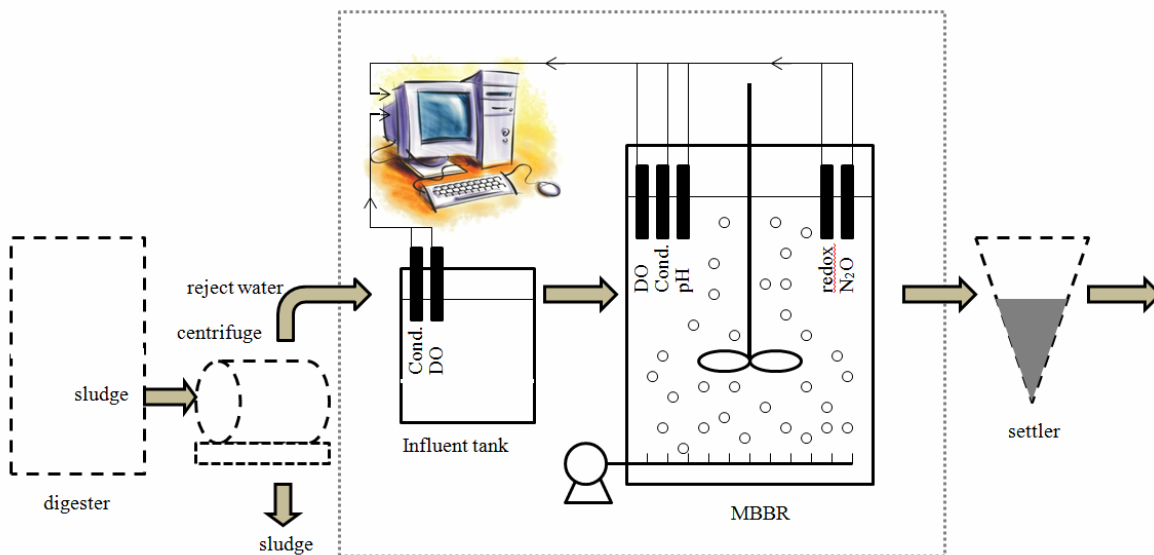 reject water
centrifuge
sludge
digester
sludge
Cond.
DO
Influent tank
DO
Cond.
pH
redox
N₂O
MBBR
settler